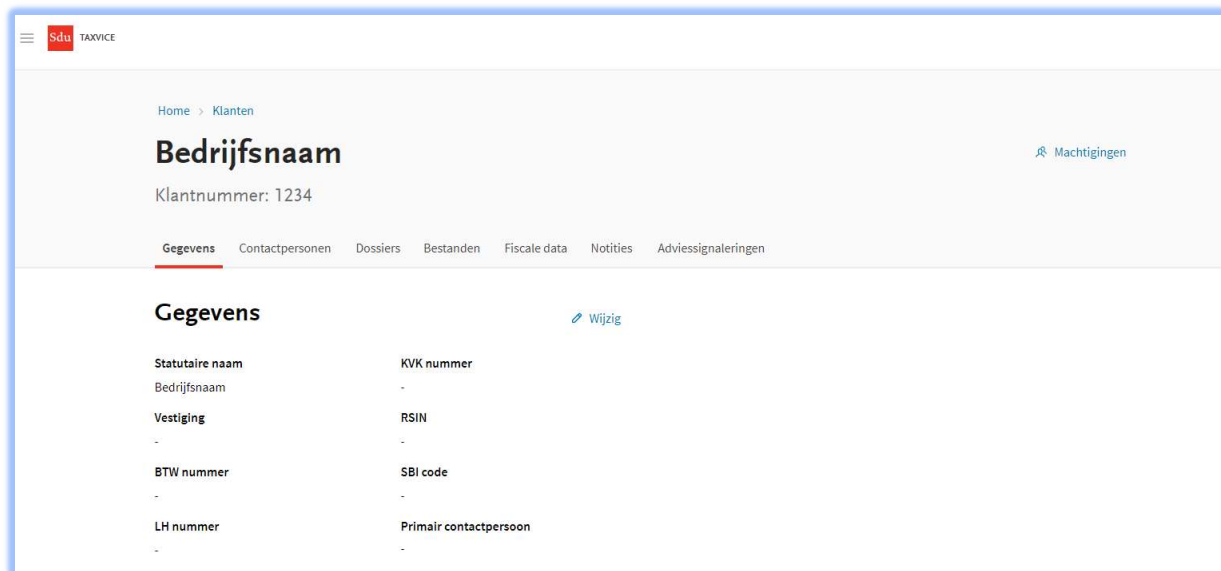 Sdu TAXVICE
Home > Klanten
Bedrijfsnaam
Machtigingen
Klantnummer: 1234
Gegevens Contactpersonen Dossiers Bestanden Fiscale data Notities Adviessignaleringen
Gegevens
Wijzig
Statutaire naam KVK nummer
Bedrijfsnaam -
Vestiging RSIN
- -
BTW nummer SBI code
- -
LH nummer Primair contactpersoon
- -